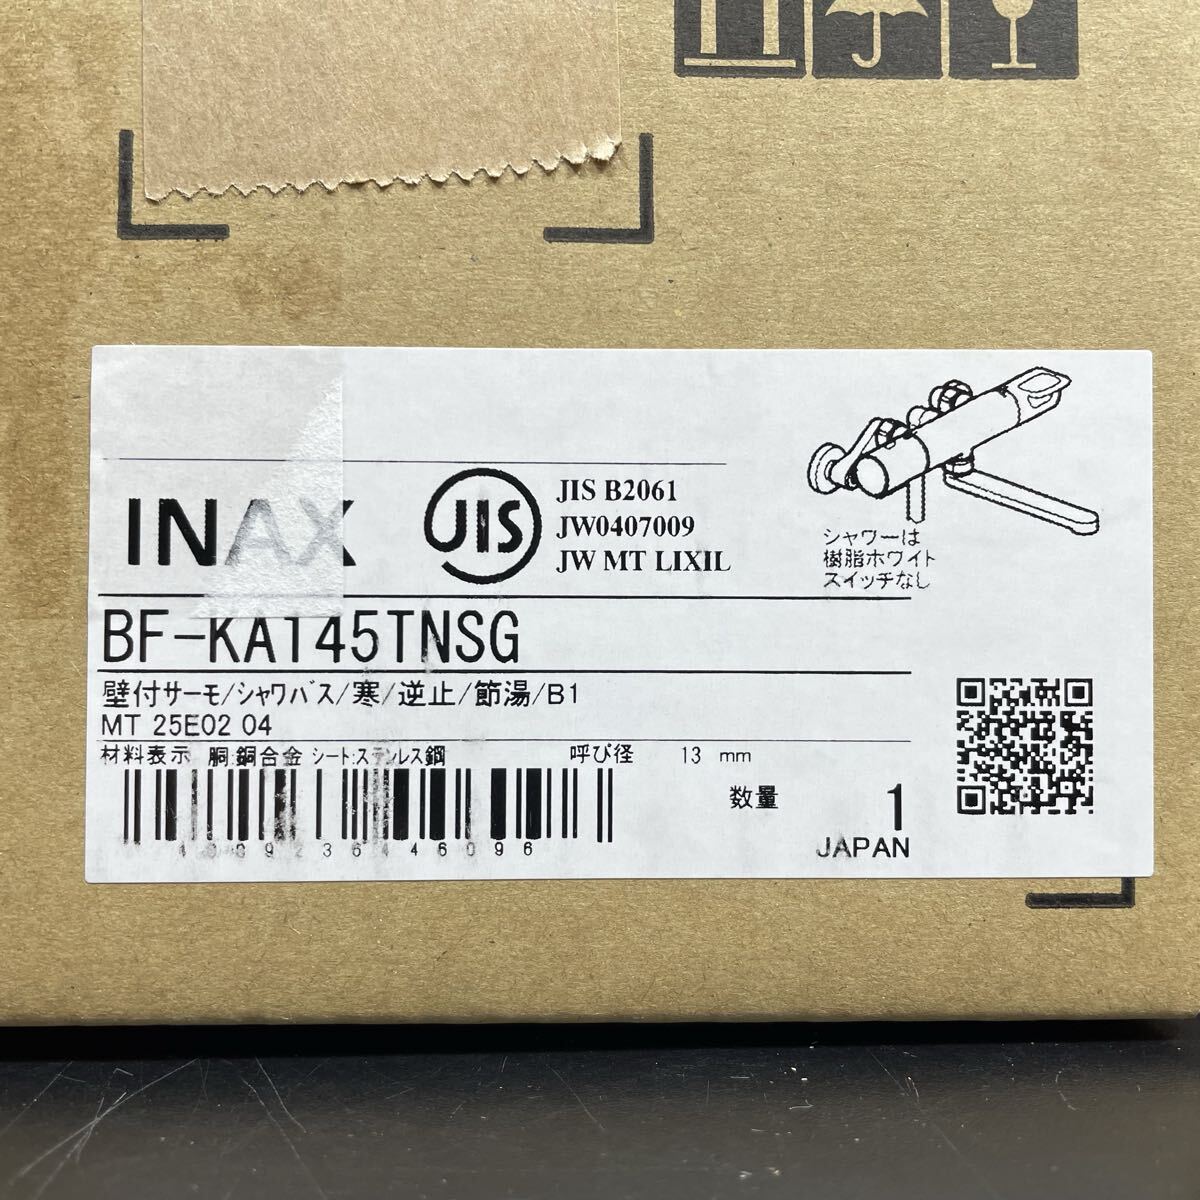 INAX
JIS
JIS B2061
JW0407009
JW MT LIXIL
シャワーは
樹脂ホワイト
スイッチなし
BF-KA145TNSG
壁付サーモ/シャワバス/寒/逆止/節湯/B1
MT 25E02 04
材料表示 胴:銅合金 シート:ステンレス鋼 呼び径 13 mm
数量 1
JAPAN